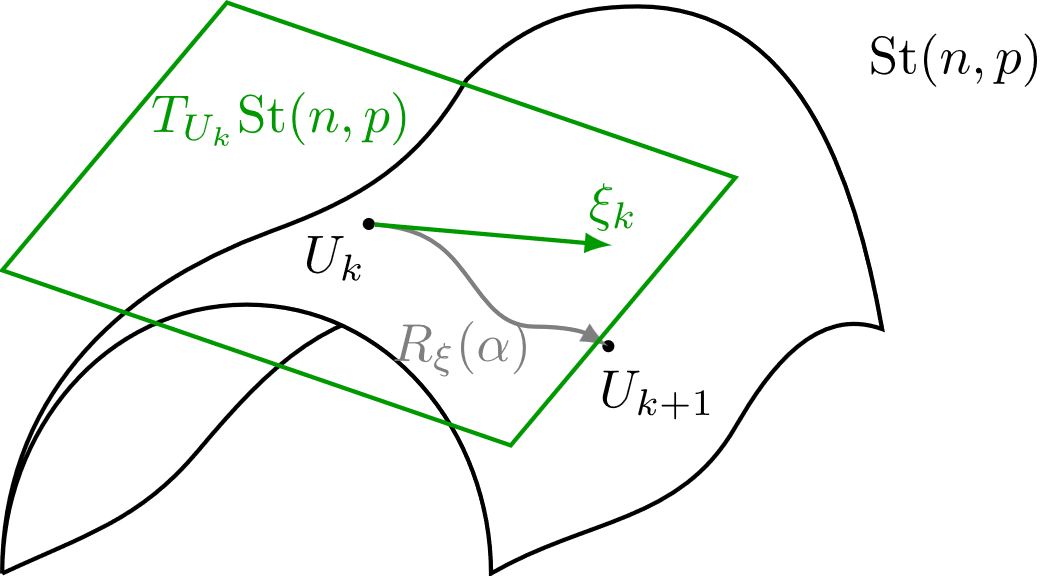 St(n, p)
T_{U_k}St(n, p)
ξ_k
U_k
R_ξ(α)
U_{k+1}